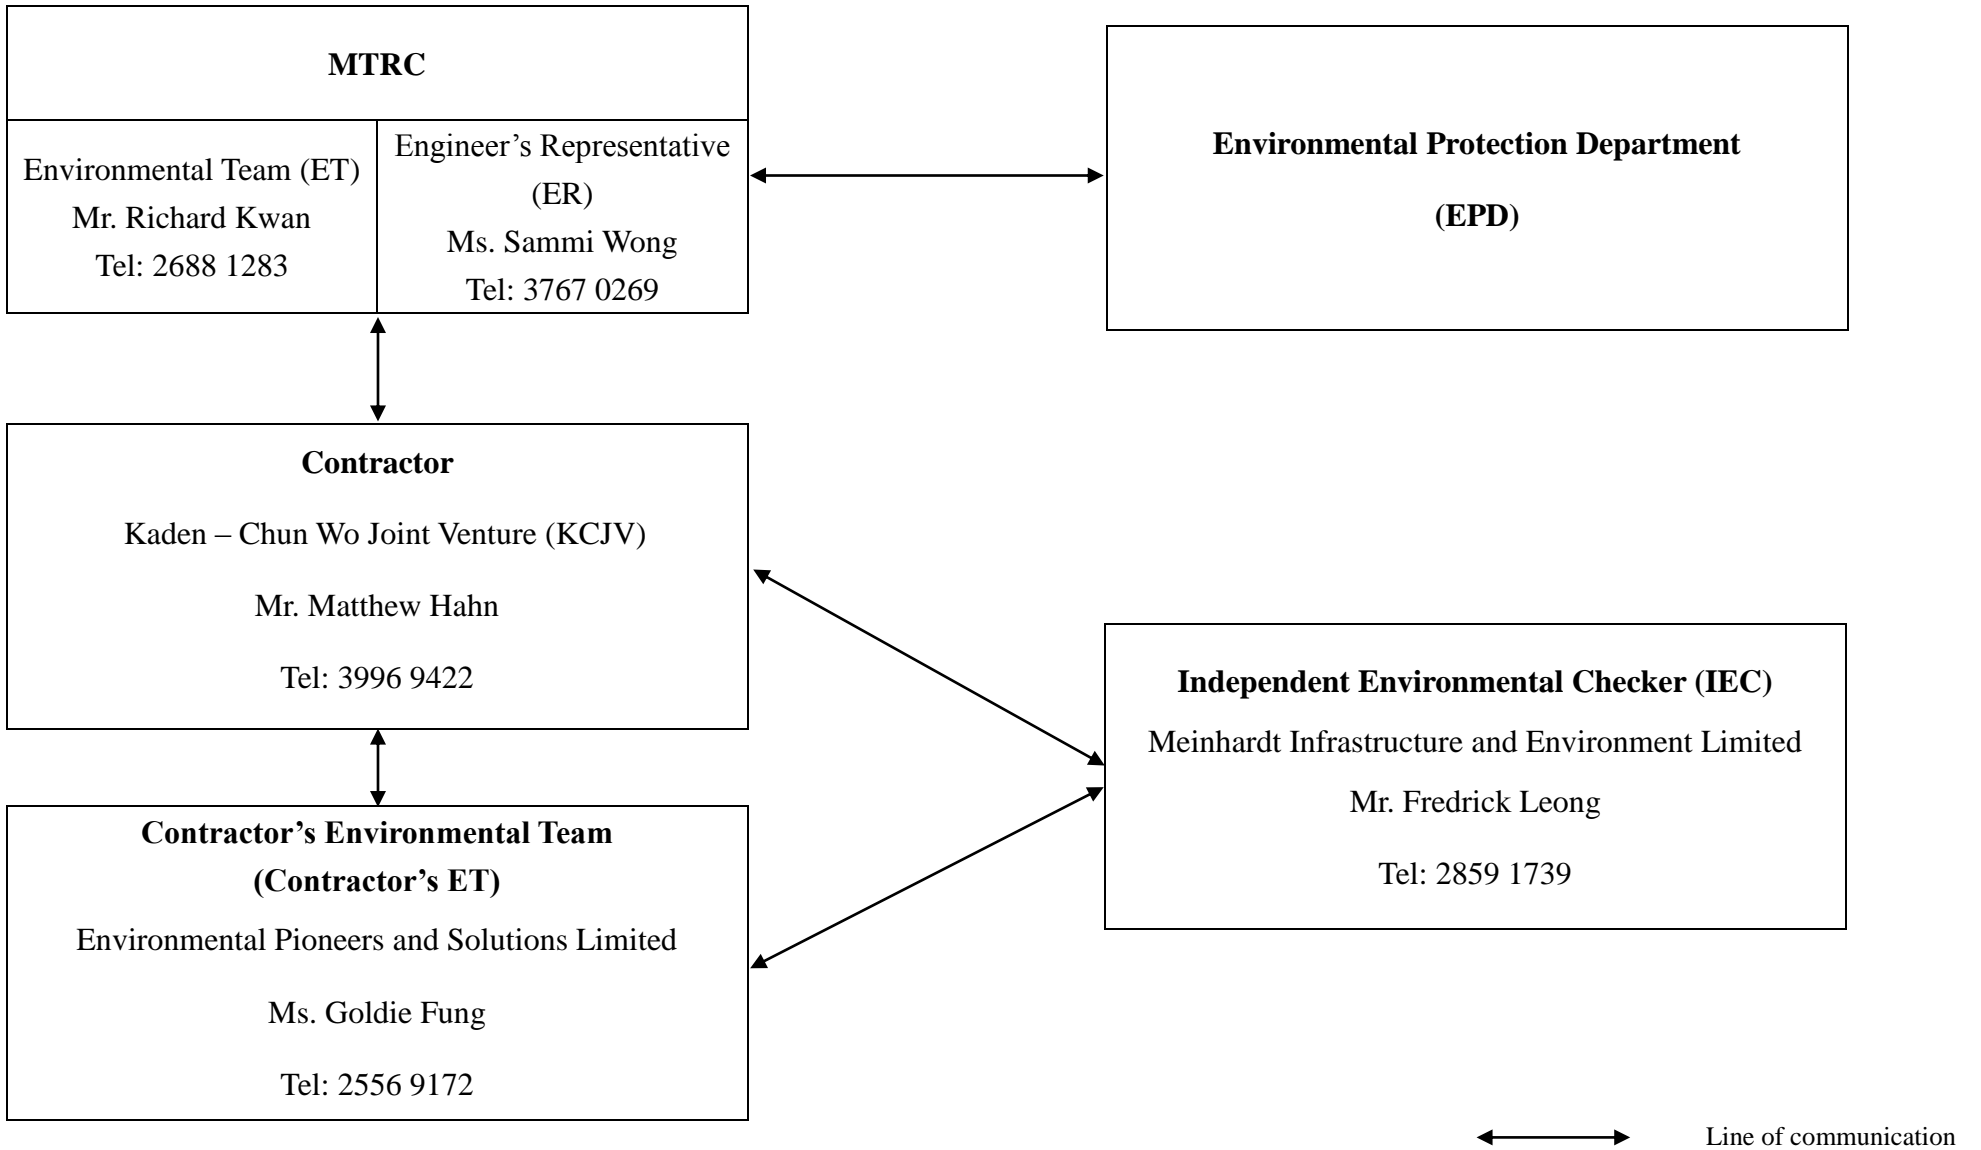 MTRC
Environmental Team (ET)
Mr. Richard Kwan
Tel: 2688 1283
Engineer’s Representative
(ER)
Ms. Sammi Wong
Tel: 3767 0269
Environmental Protection Department
(EPD)
Contractor
Kaden – Chun Wo Joint Venture (KCJV)
Mr. Matthew Hahn
Tel: 3996 9422
Independent Environmental Checker (IEC)
Meinhardt Infrastructure and Environment Limited
Mr. Fredrick Leong
Tel: 2859 1739
Contractor’s Environmental Team
(Contractor’s ET)
Environmental Pioneers and Solutions Limited
Ms. Goldie Fung
Tel: 2556 9172
Line of communication